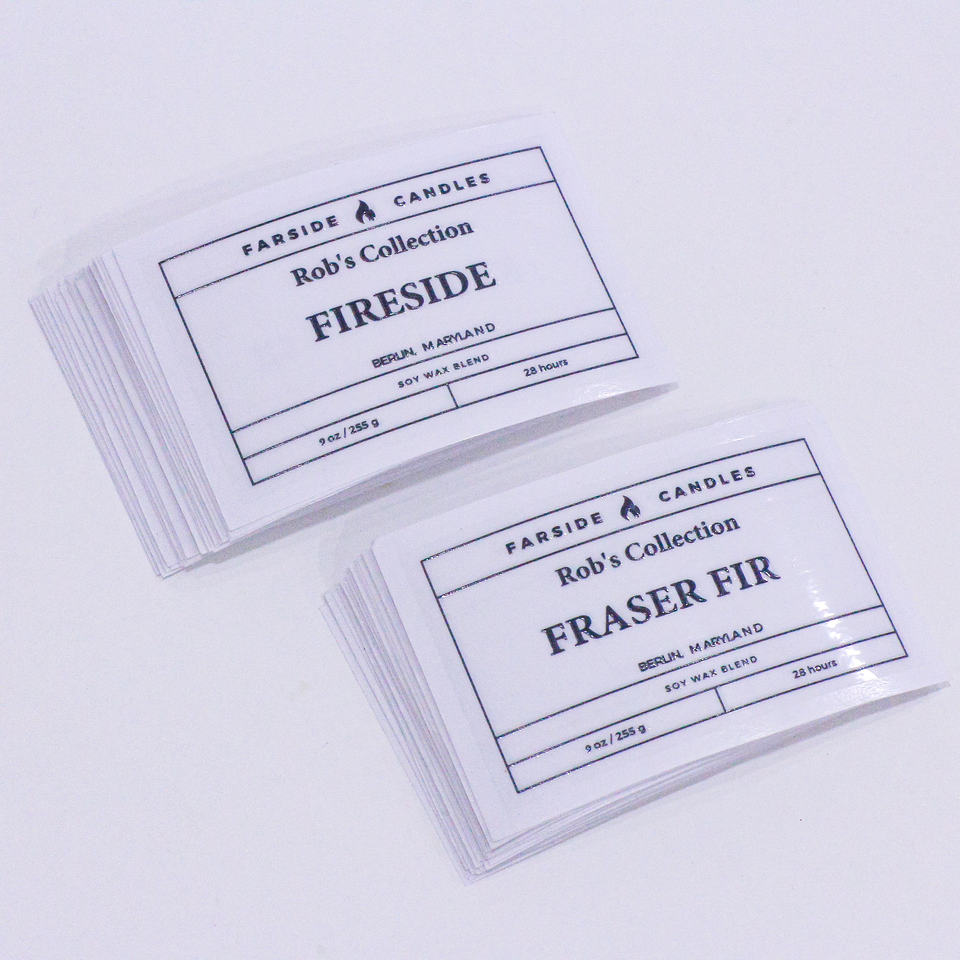 FARSIDE CANDLES
Rob's Collection
FIRESIDE
BERLIN, MARYLAND
SOY WAX BLEND
9 oz / 255 g
28 hours
FARSIDE CANDLES
Rob's Collection
FRASER FIR
BERLIN, MARYLAND
SOY WAX BLEND
9 oz / 255 g
28 hours